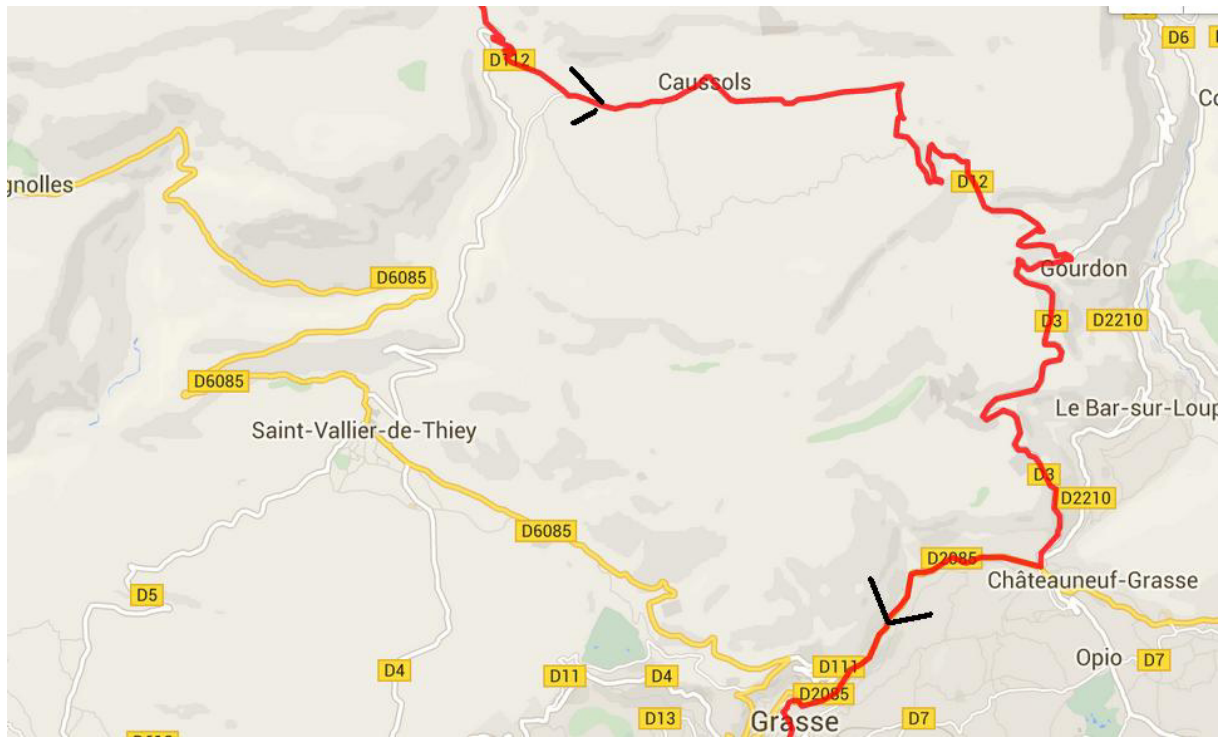 D6
D112
Caussols
gnolles
D12
Gourdon
D6085
D3
D2210
D6085
Le Bar-sur-Loup
Saint-Vallier-de-Thiey
D3
D2210
D6085
D2085
Châteauneuf-Grasse
D5
Opio
D7
D111
D4
D11
D4
D2085
D13
Grasse
D7